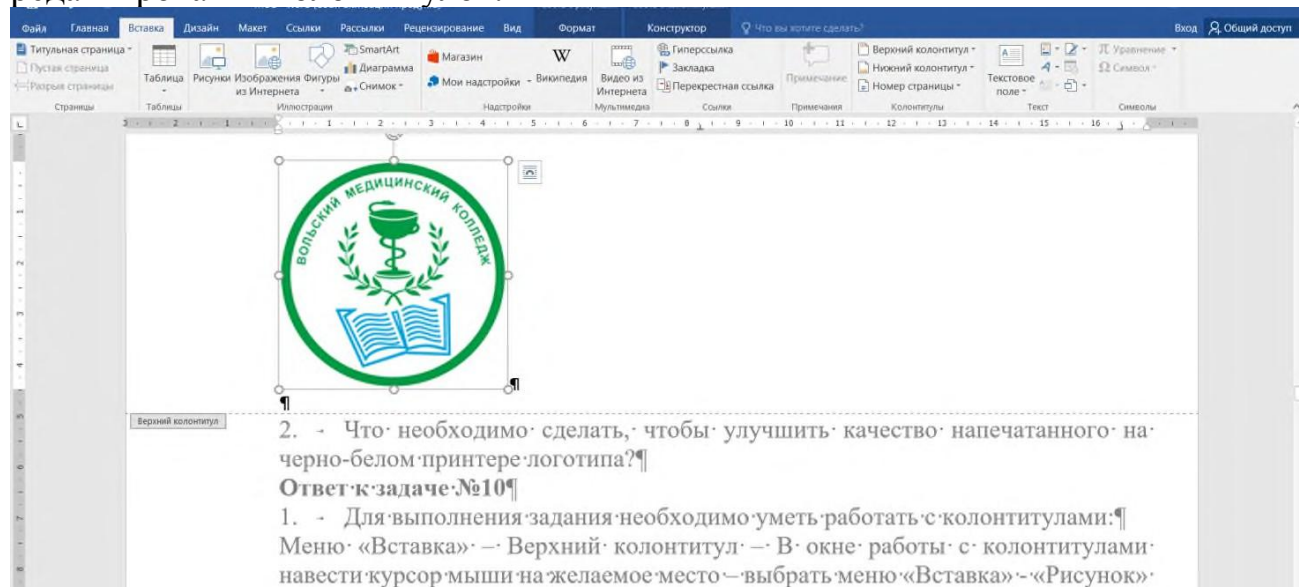 Файл Главная Вставка Дизайн Макет Ссылки Рассылки Рецензирование Вид Формат Конструктор Что вы хотите сделать? Вход Общий доступ
Титульная страница
Пустая страница
Разрыв страницы
Страницы
Таблица
Таблицы
Рисунки Изображения из Интернета Фигуры
SmartArt
Диаграмма
Снимок
Иллюстрации
Магазин
Мои надстройки
Википедия
Надстройки
Видео из Интернета
Мультимедиа
Гиперссылка
Закладка
Перекрестная ссылка
Ссылки
Примечание
Примечания
Верхний колонтитул
Нижний колонтитул
Номер страницы
Колонтитулы
Текстовое поле
Текст
Уравнение
Символ
Символы
ВОЛЬСКИЙ МЕДИЦИНСКИЙ КОЛЛЕДЖ
Верхний колонтитул
2. Что необходимо сделать, чтобы улучшить качество напечатанного на
черно-белом принтере логотипа?
Ответ к задаче №10
1. Для выполнения задания необходимо уметь работать с колонтитулами:
Меню «Вставка» – Верхний колонтитул – В окне работы с колонтитулами
навести курсор мыши на желаемое место – выбрать меню «Вставка» - «Рисунок»